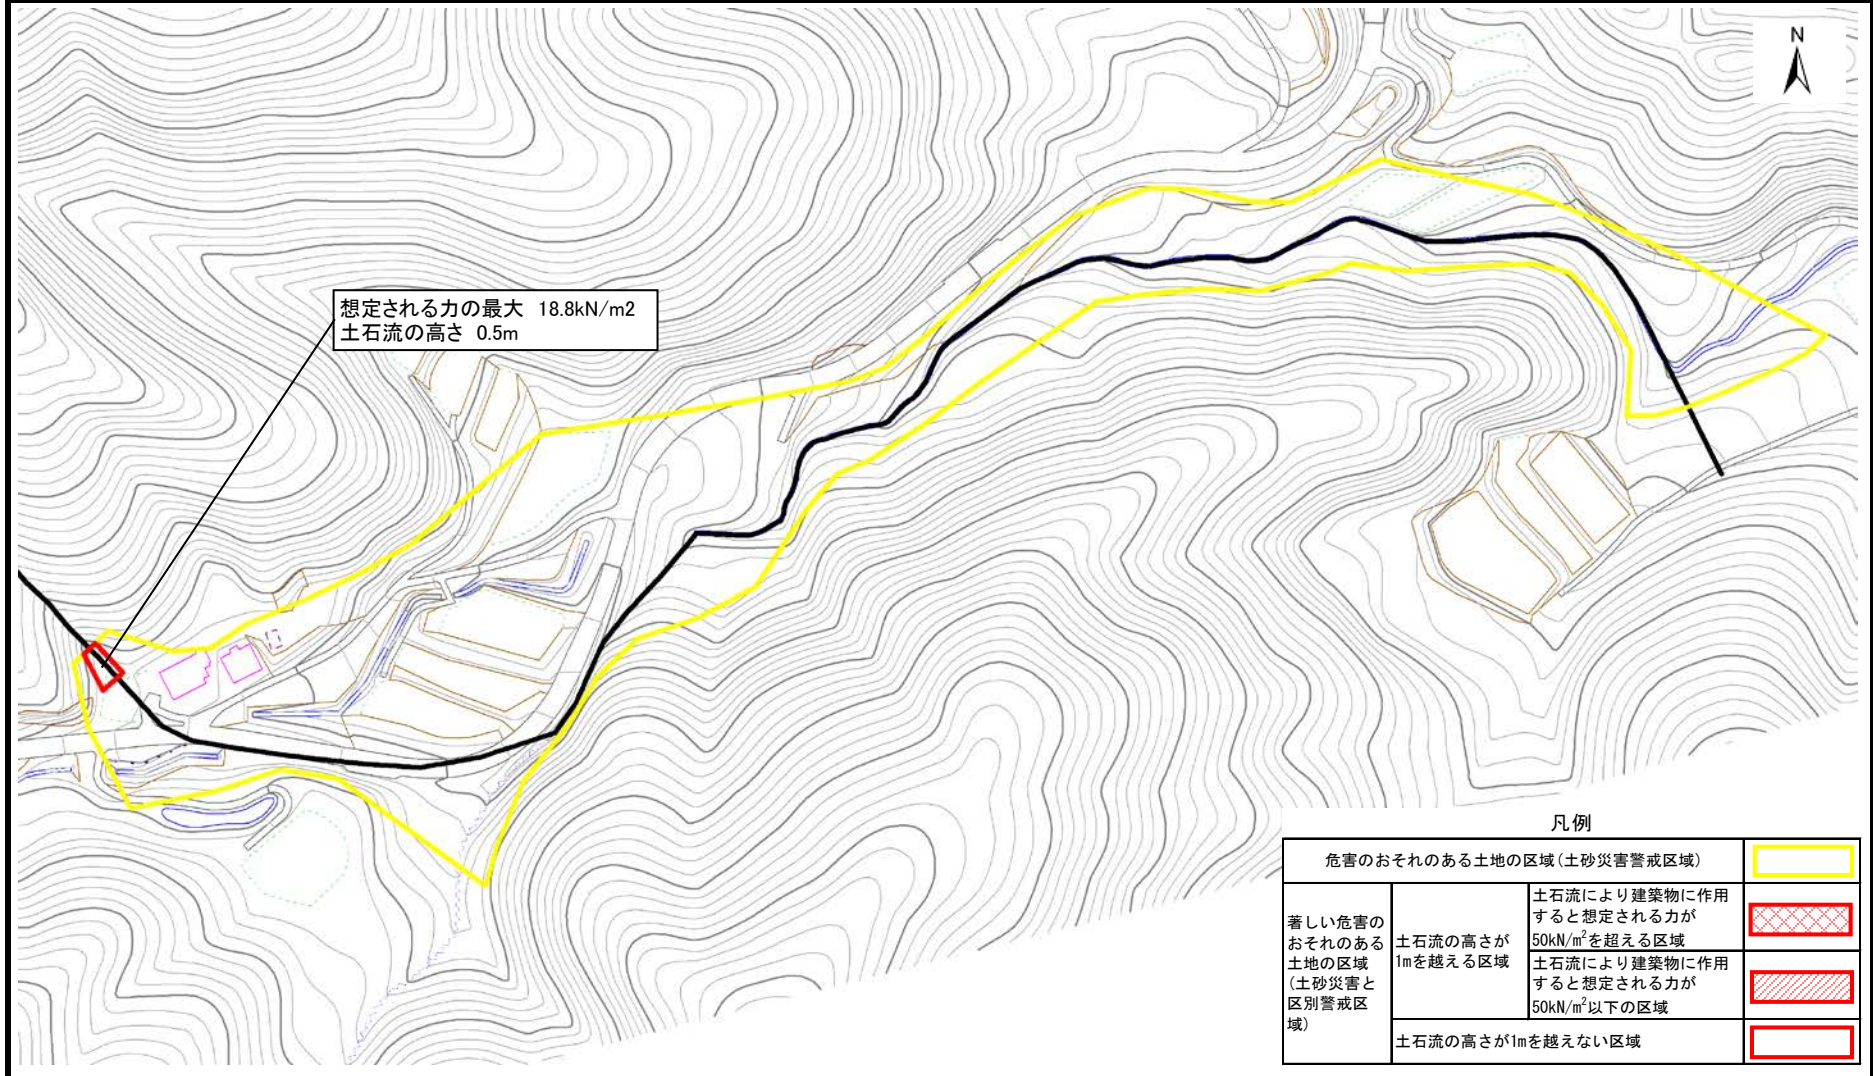 N
想定される力の最大 18.8kN/m2
土石流の高さ 0.5m
凡例
危害のおそれのある土地の区域(土砂災害警戒区域)
著しい危害の
おそれのある
土地の区域
(土砂災害と
区別警戒区
域)
土石流の高さが
1mを越える区域
土石流により建築物に作用
すると想定される力が
50kN/m²を超える区域
土石流により建築物に作用
すると想定される力が
50kN/m²以下の区域
土石流の高さが1mを越えない区域